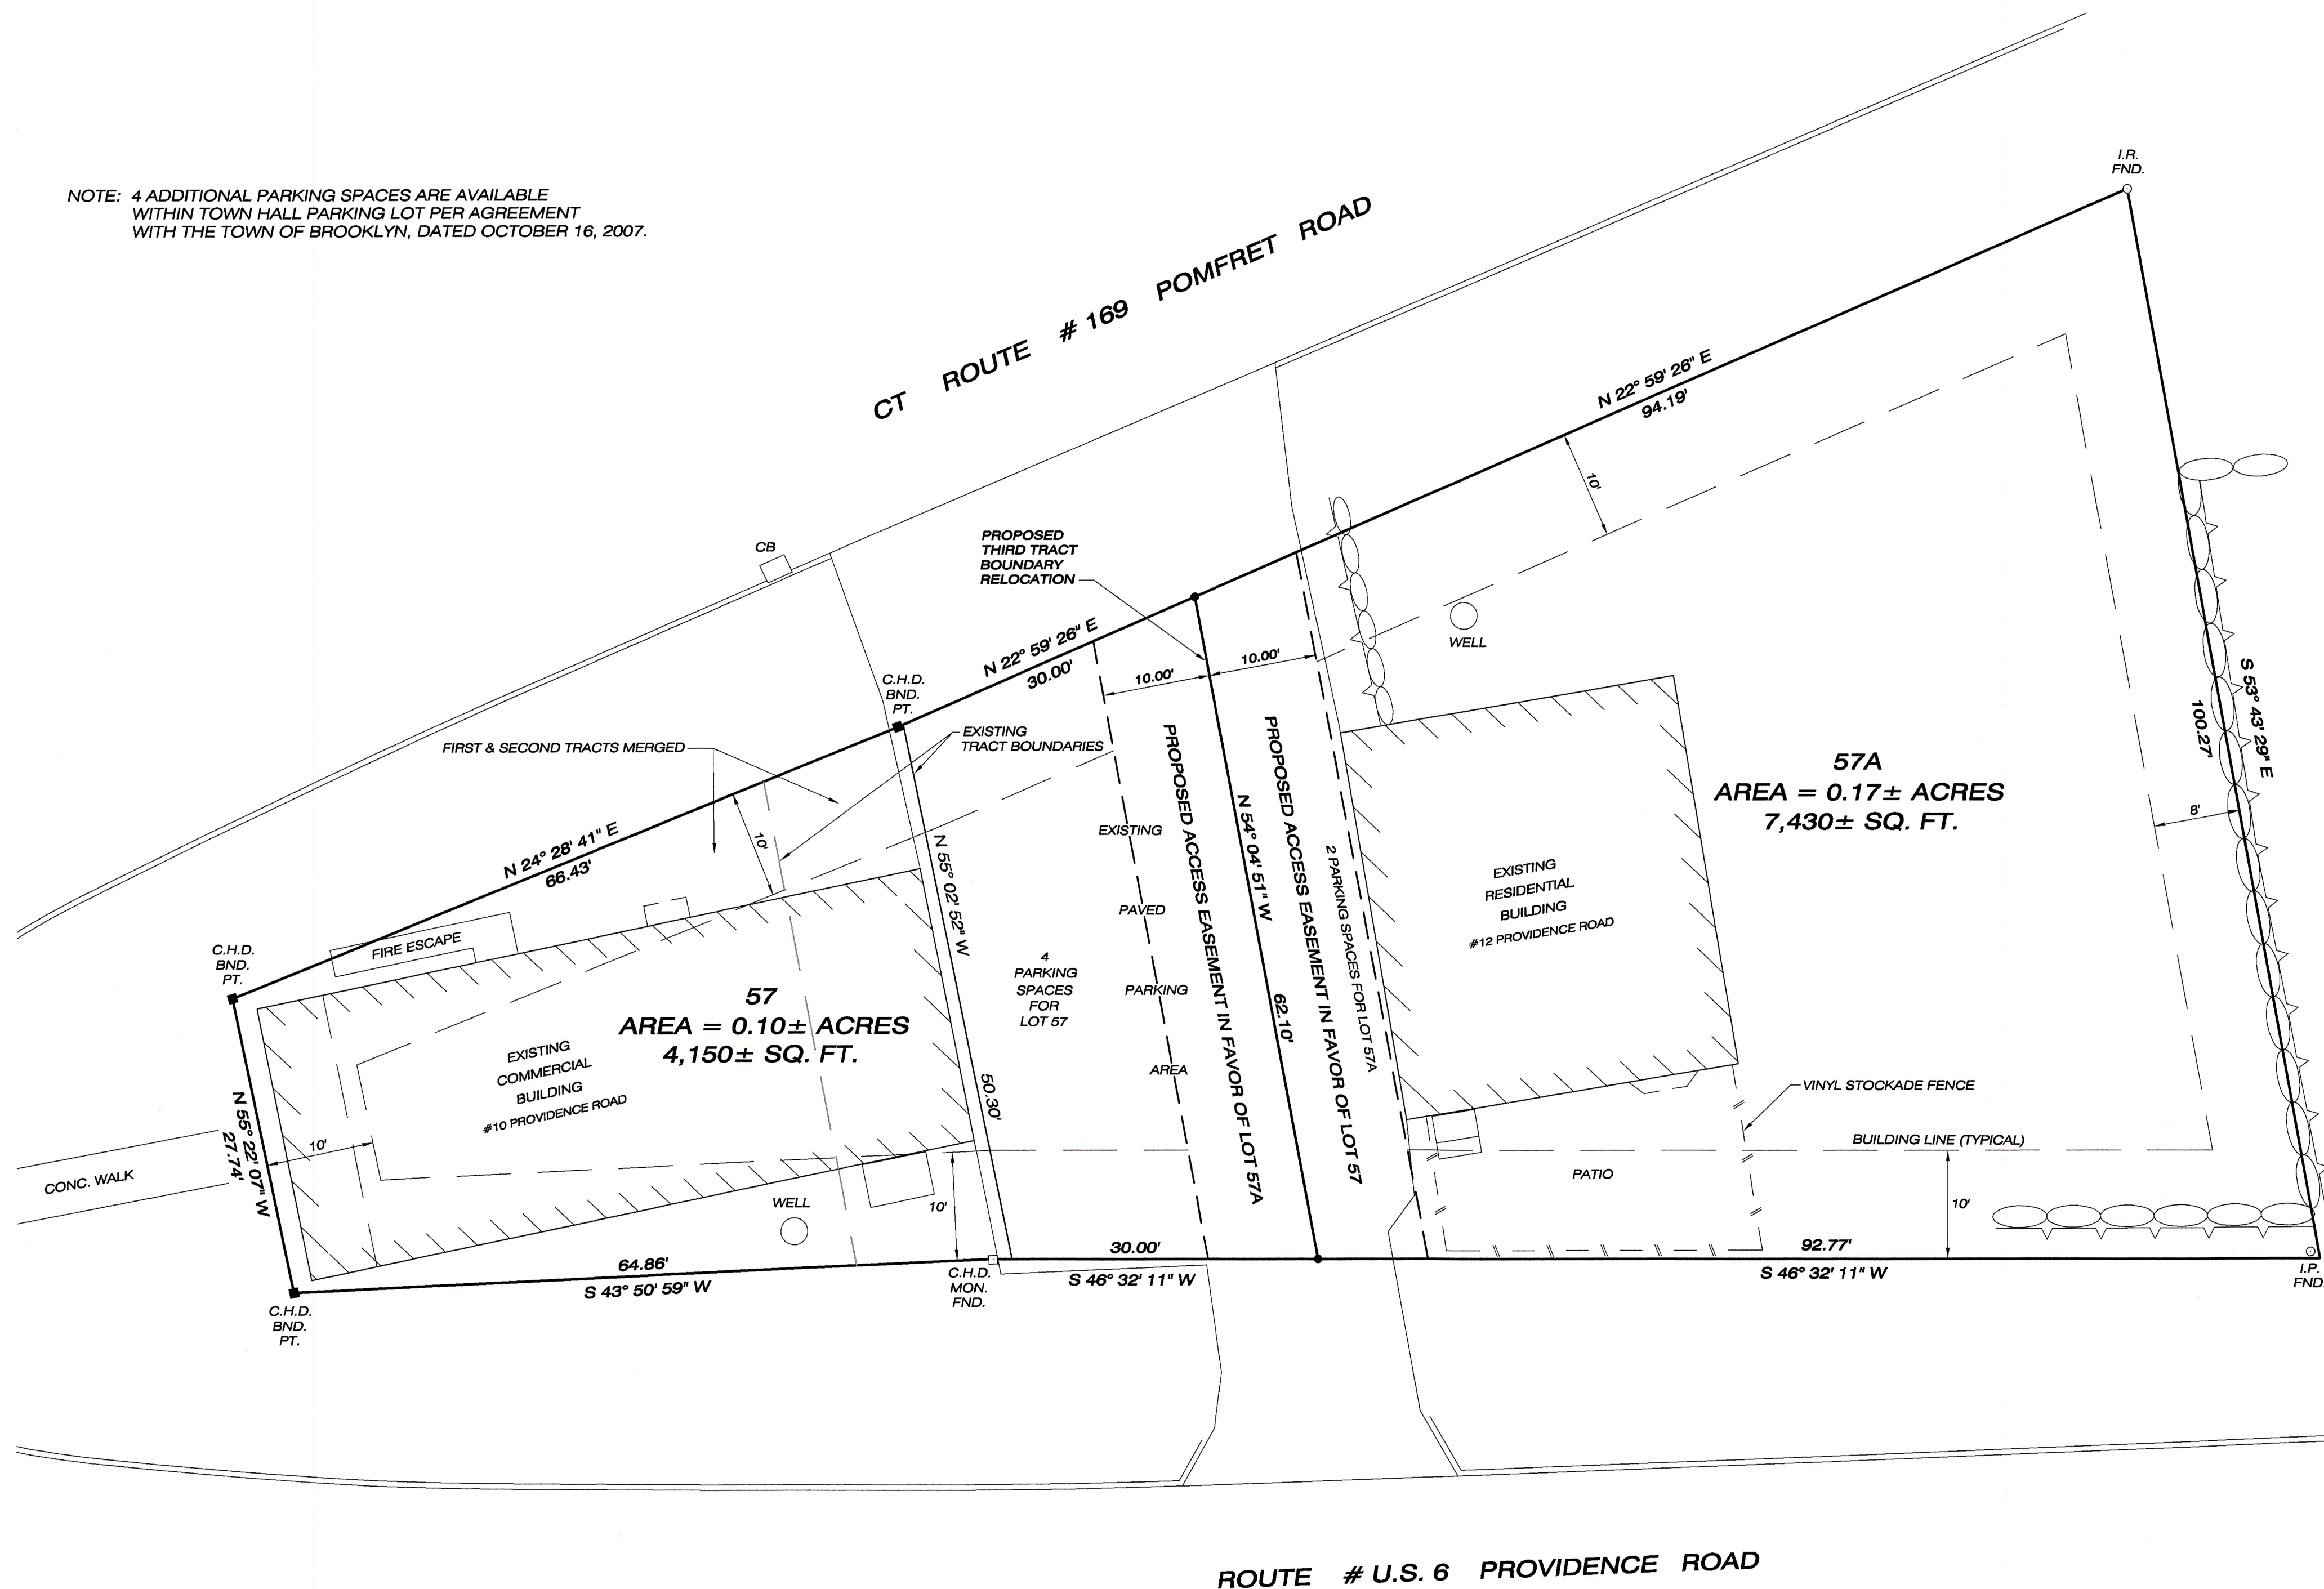 NOTE: 4 ADDITIONAL PARKING SPACES ARE AVAILABLE
WITHIN TOWN HALL PARKING LOT PER AGREEMENT
WITH THE TOWN OF BROOKLYN, DATED OCTOBER 16, 2007.
CT ROUTE # 169 POMFRET ROAD
I.R.
FND.
N 22° 59' 26" E
94.19'
10'
CB
PROPOSED
THIRD TRACT
BOUNDARY
RELOCATION
N 22° 59' 26" E
30.00'
10.00'
10.00'
WELL
C.H.D.
BND.
PT.
FIRST & SECOND TRACTS MERGED
EXISTING
TRACT BOUNDARIES
S 53° 43' 29" E
100.27'
57A
AREA = 0.17± ACRES
7,430± SQ. FT.
8'
N 24° 28' 41" E
66.43'
10'
N 55° 02' 52" W
50.30'
EXISTING
PAVED
PARKING
AREA
PROPOSED ACCESS EASEMENT IN FAVOR OF LOT 57A
N 54° 04' 51" W
62.10'
PROPOSED ACCESS EASEMENT IN FAVOR OF LOT 57
2 PARKING SPACES FOR LOT 57A
EXISTING
RESIDENTIAL
BUILDING
#12 PROVIDENCE ROAD
C.H.D.
BND.
PT.
FIRE ESCAPE
4
PARKING
SPACES
FOR
LOT 57
57
AREA = 0.10± ACRES
4,150± SQ. FT.
EXISTING
COMMERCIAL
BUILDING
#10 PROVIDENCE ROAD
N 55° 22' 07" W
27.74'
10'
CONC. WALK
WELL
10'
VINYL STOCKADE FENCE
BUILDING LINE (TYPICAL)
PATIO
10'
64.86'
S 43° 50' 59" W
C.H.D.
MON.
FND.
30.00'
S 46° 32' 11" W
92.77'
S 46° 32' 11" W
I.P.
FND
C.H.D.
BND.
PT.
ROUTE # U.S. 6 PROVIDENCE ROAD